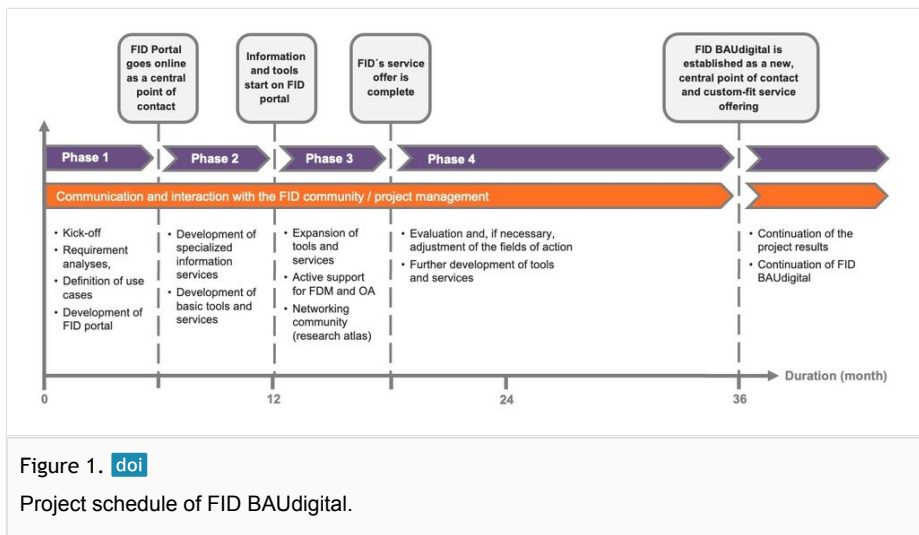 FID Portal
goes online
as a central
point of
contact
Information
and tools
start on FID
portal
FID´s service
offer is
complete
FID BAUdigital is
established as a new,
central point of contact
and custom-fit service
offering
Phase 1
Phase 2
Phase 3
Phase 4
Communication and interaction with the FID community / project management
• Kick-off
• Requirement
analyses,
• Definition of use
cases
• Development of
FID portal
• Development of
specialized
information
services
• Development of
basic tools and
services
• Expansion of
tools and
services
• Active support
for FDM and OA
• Networking
community
(research atlas)
• Evaluation and, if necessary,
adjustment of the fields of action
• Further development of tools
and services
• Continuation of the
project results
• Continuation of FID
BAUdigital
Duration (month)
0
12
24
36
Figure 1. doi
Project schedule of FID BAUdigital.